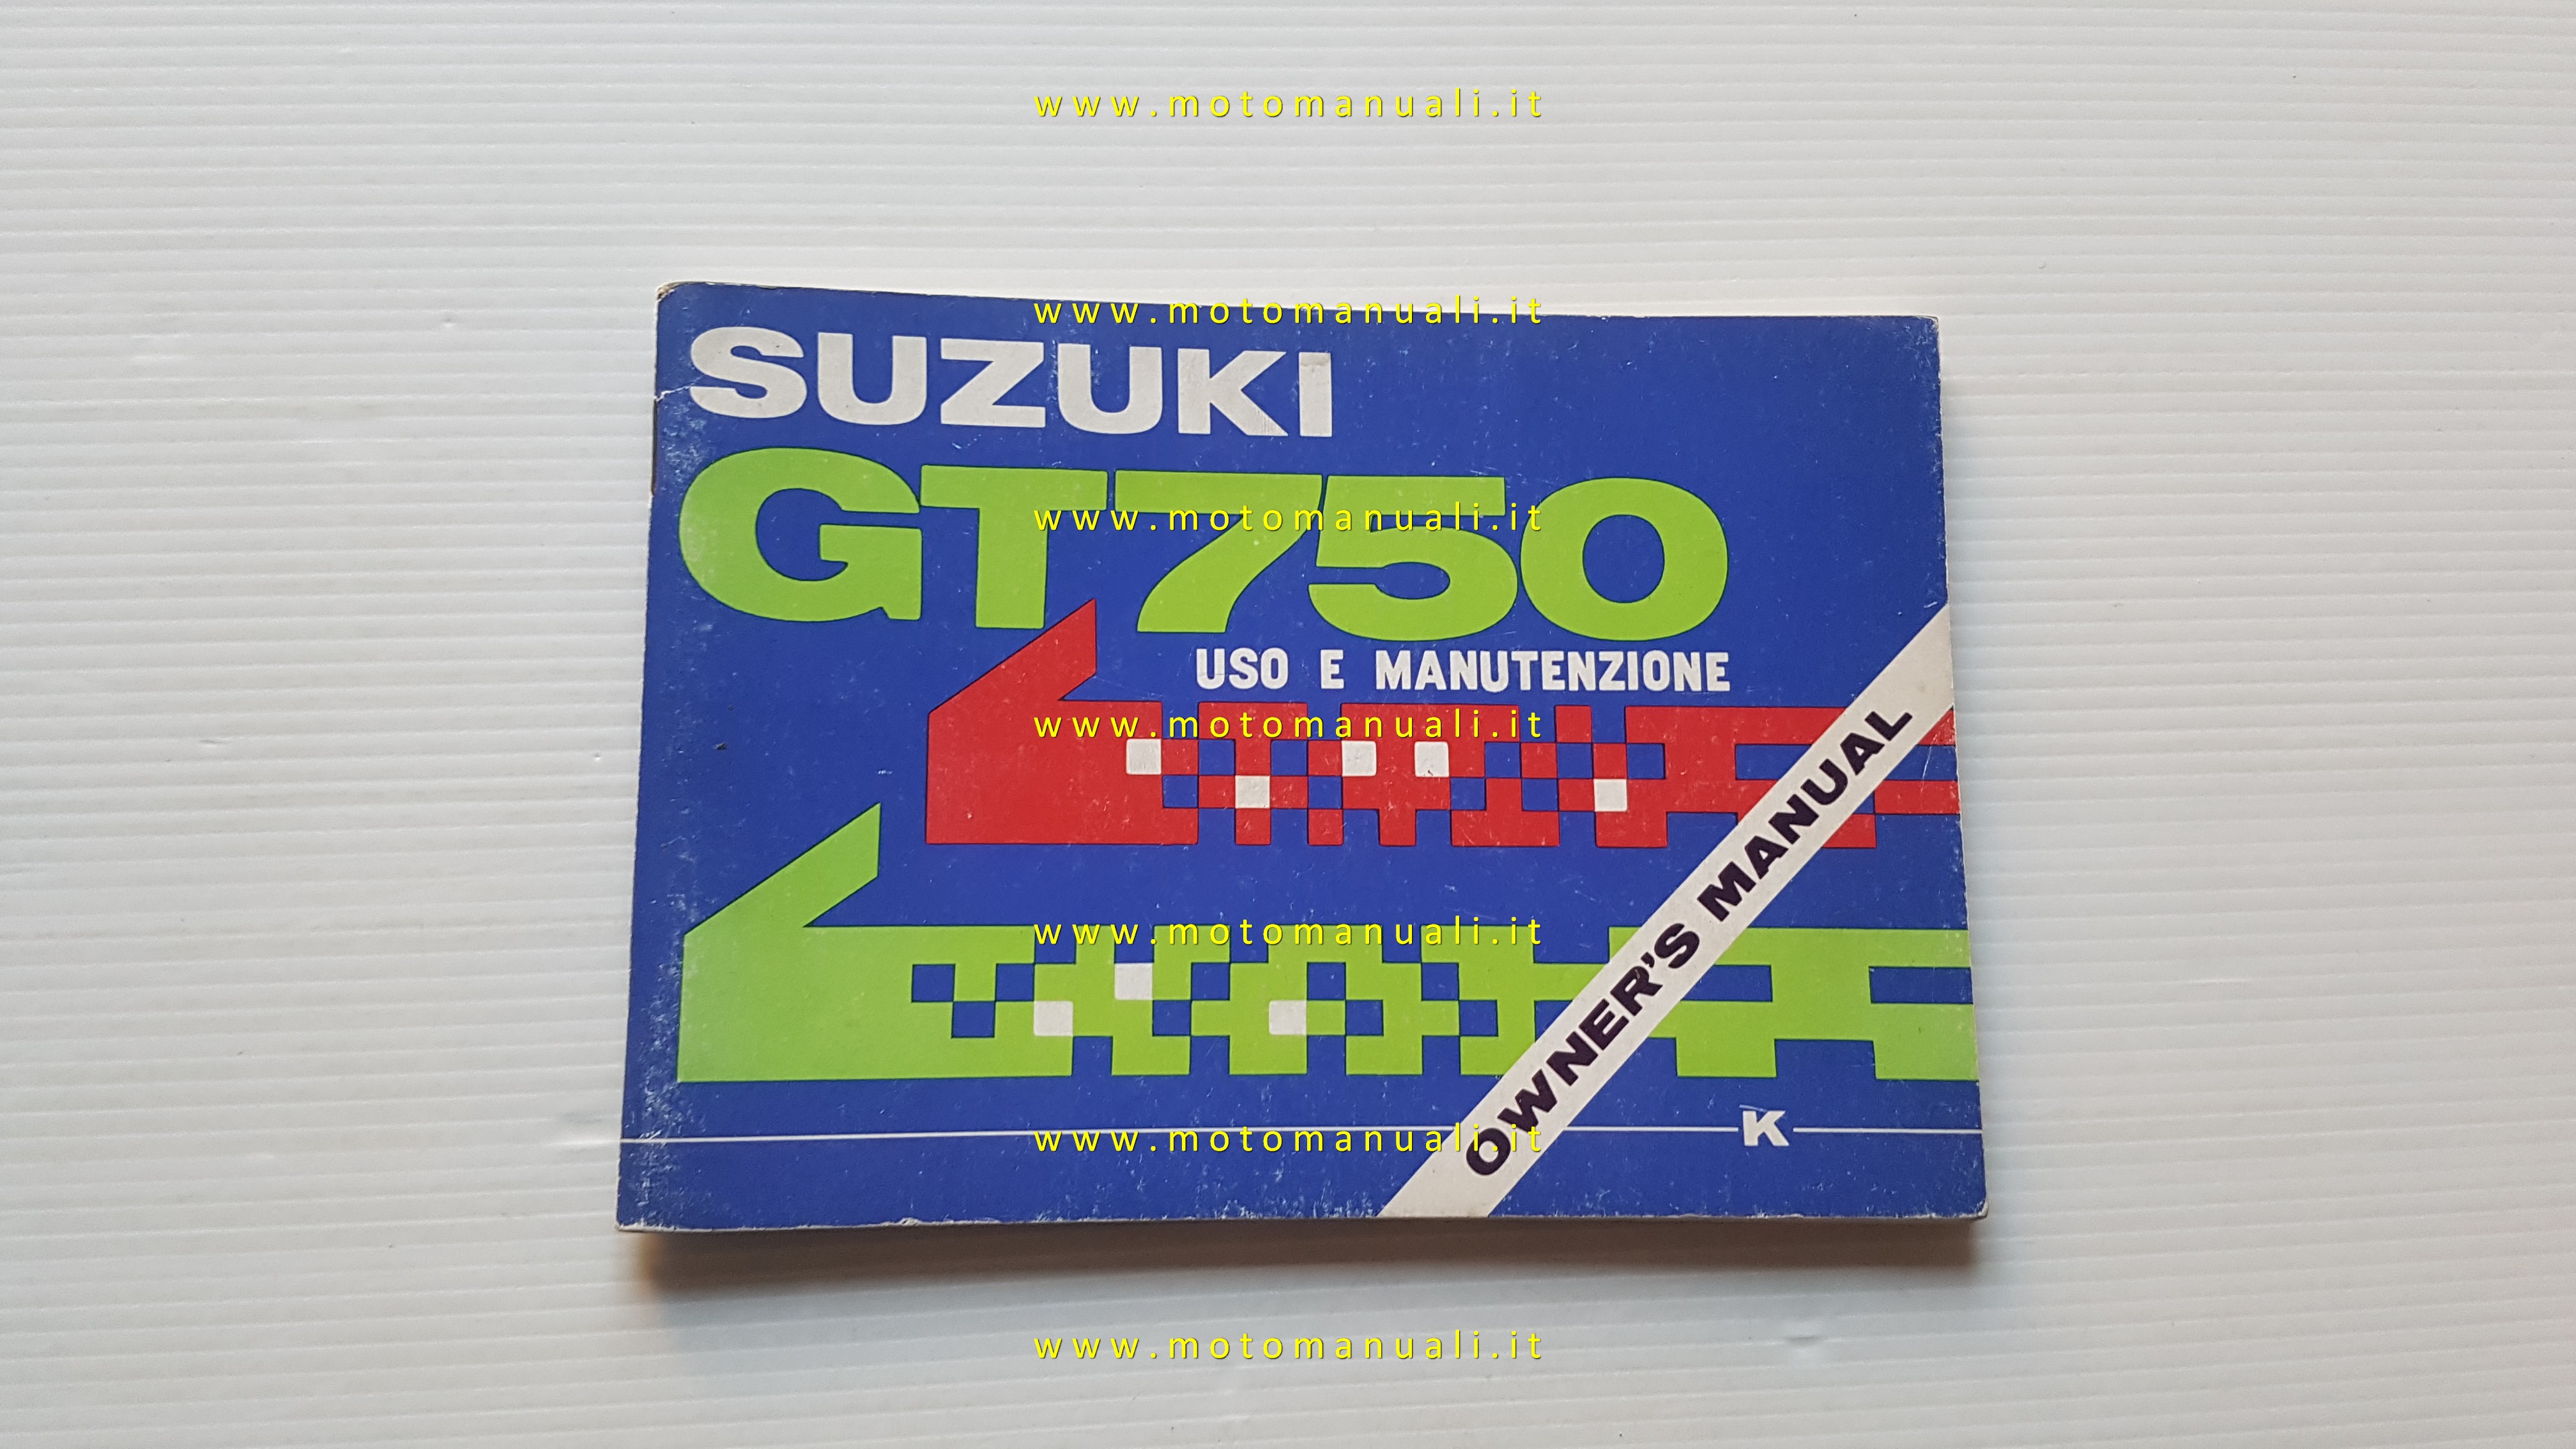 www.motomanuali.it
www.motomanuali.it
SUZUKI
GT750
www.motomanuali.it
USO E MANUTENZIONE
www.motomanuali.it
OWNER'S MANUAL
www.motomanuali.it
K
www.motomanuali.it
www.motomanuali.it